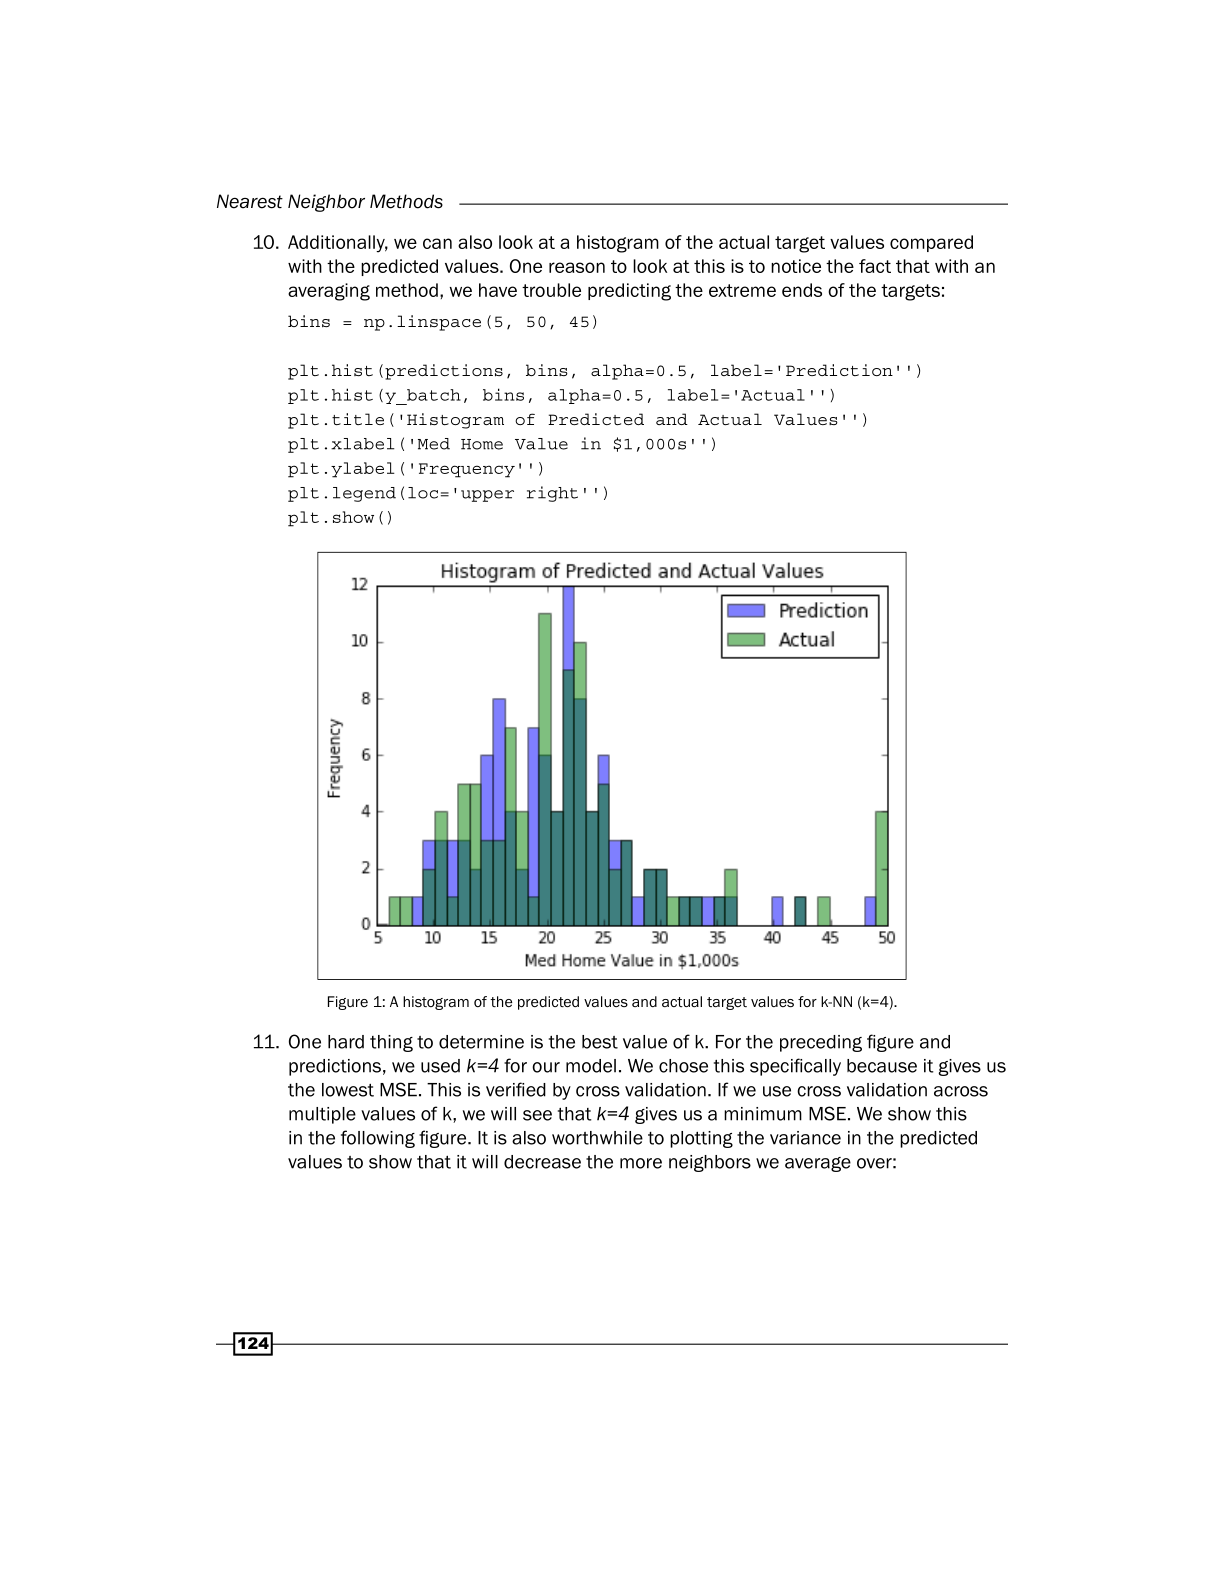 Nearest Neighbor Methods
10. Additionally, we can also look at a histogram of the actual target values compared
with the predicted values. One reason to look at this is to notice the fact that with an
averaging method, we have trouble predicting the extreme ends of the targets:
bins = np.linspace(5, 50, 45)
plt.hist(predictions, bins, alpha=0.5, label='Prediction'')
plt.hist(y_batch, bins, alpha=0.5, label='Actual'')
plt.title('Histogram of Predicted and Actual Values'')
plt.xlabel('Med Home Value in $1,000s'')
plt.ylabel('Frequency'')
plt.legend(loc='upper right'')
plt.show()
Histogram of Predicted and Actual Values
12
10
8
6
4
2
0
Frequency
Prediction
Actual
5 10 15 20 25 30 35 40 45 50
Med Home Value in $1,000s
Figure 1: A histogram of the predicted values and actual target values for k-NN (k=4).
11. One hard thing to determine is the best value of k. For the preceding figure and
predictions, we used k=4 for our model. We chose this specifically because it gives us
the lowest MSE. This is verified by cross validation. If we use cross validation across
multiple values of k, we will see that k=4 gives us a minimum MSE. We show this
in the following figure. It is also worthwhile to plotting the variance in the predicted
values to show that it will decrease the more neighbors we average over:
124